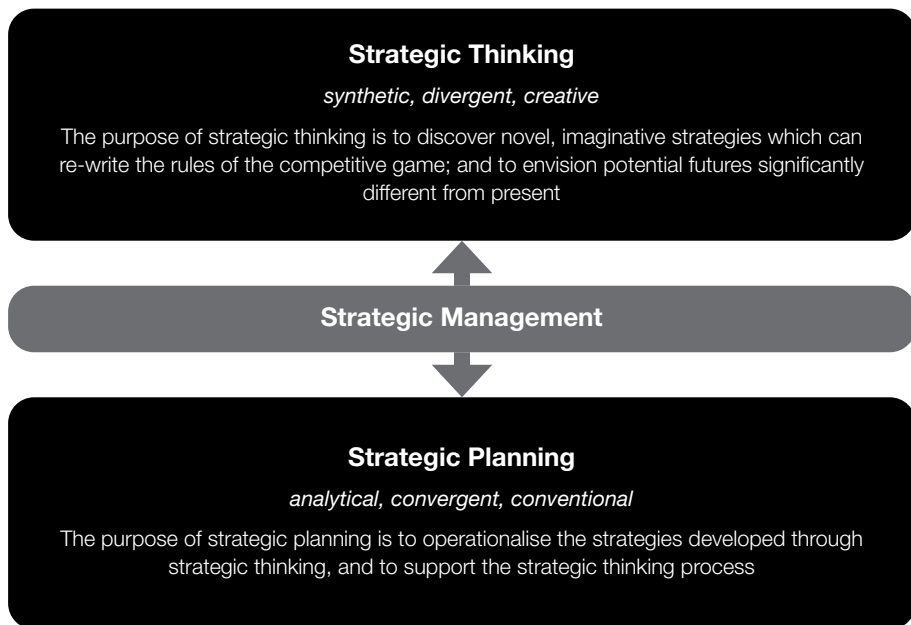 Strategic Thinking
synthetic, divergent, creative
The purpose of strategic thinking is to discover novel, imaginative strategies which can
re-write the rules of the competitive game; and to envision potential futures significantly
different from present
Strategic Management
Strategic Planning
analytical, convergent, conventional
The purpose of strategic planning is to operationalise the strategies developed through
strategic thinking, and to support the strategic thinking process